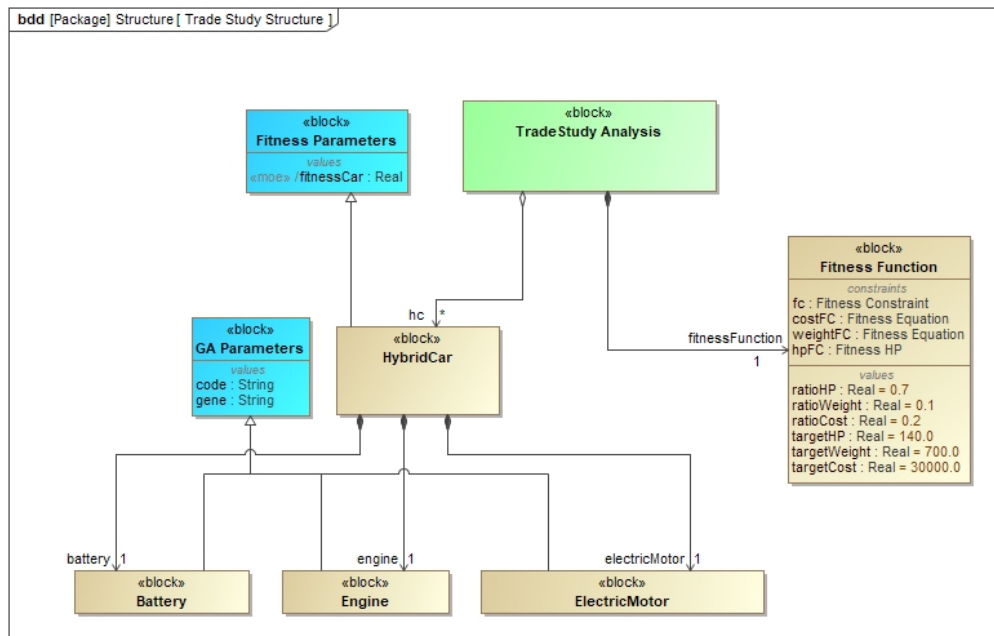 bdd [Package] Structure [ Trade Study Structure ]
«block»
Fitness Parameters
values
«moe» /fitnessCar : Real
«block»
TradeStudy Analysis
«block»
Fitness Function
constraints
fc : Fitness Constraint
costFC : Fitness Equation
weightFC : Fitness Equation
hpFC : Fitness HP
values
ratioHP : Real = 0.7
ratioWeight : Real = 0.1
ratioCost : Real = 0.2
targetHP : Real = 140.0
targetWeight : Real = 700.0
targetCost : Real = 30000.0
hc *
fitnessFunction
1
«block»
GA Parameters
values
code : String
gene : String
«block»
HybridCar
battery 1
engine 1
electricMotor 1
«block»
Battery
«block»
Engine
«block»
ElectricMotor